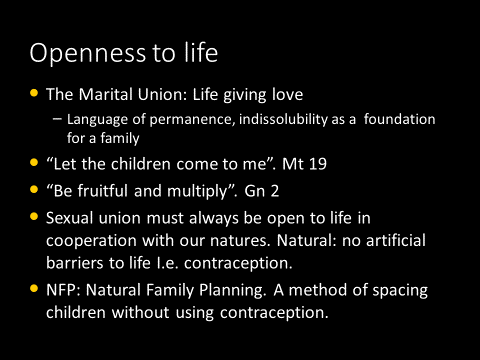 Openness to life
• The Marital Union: Life giving love
– Language of permanence, indissolubility as a foundation
for a family
• “Let the children come to me”. Mt 19
• “Be fruitful and multiply”. Gn 2
• Sexual union must always be open to life in
cooperation with our natures. Natural: no artificial
barriers to life I.e. contraception.
• NFP: Natural Family Planning. A method of spacing
children without using contraception.